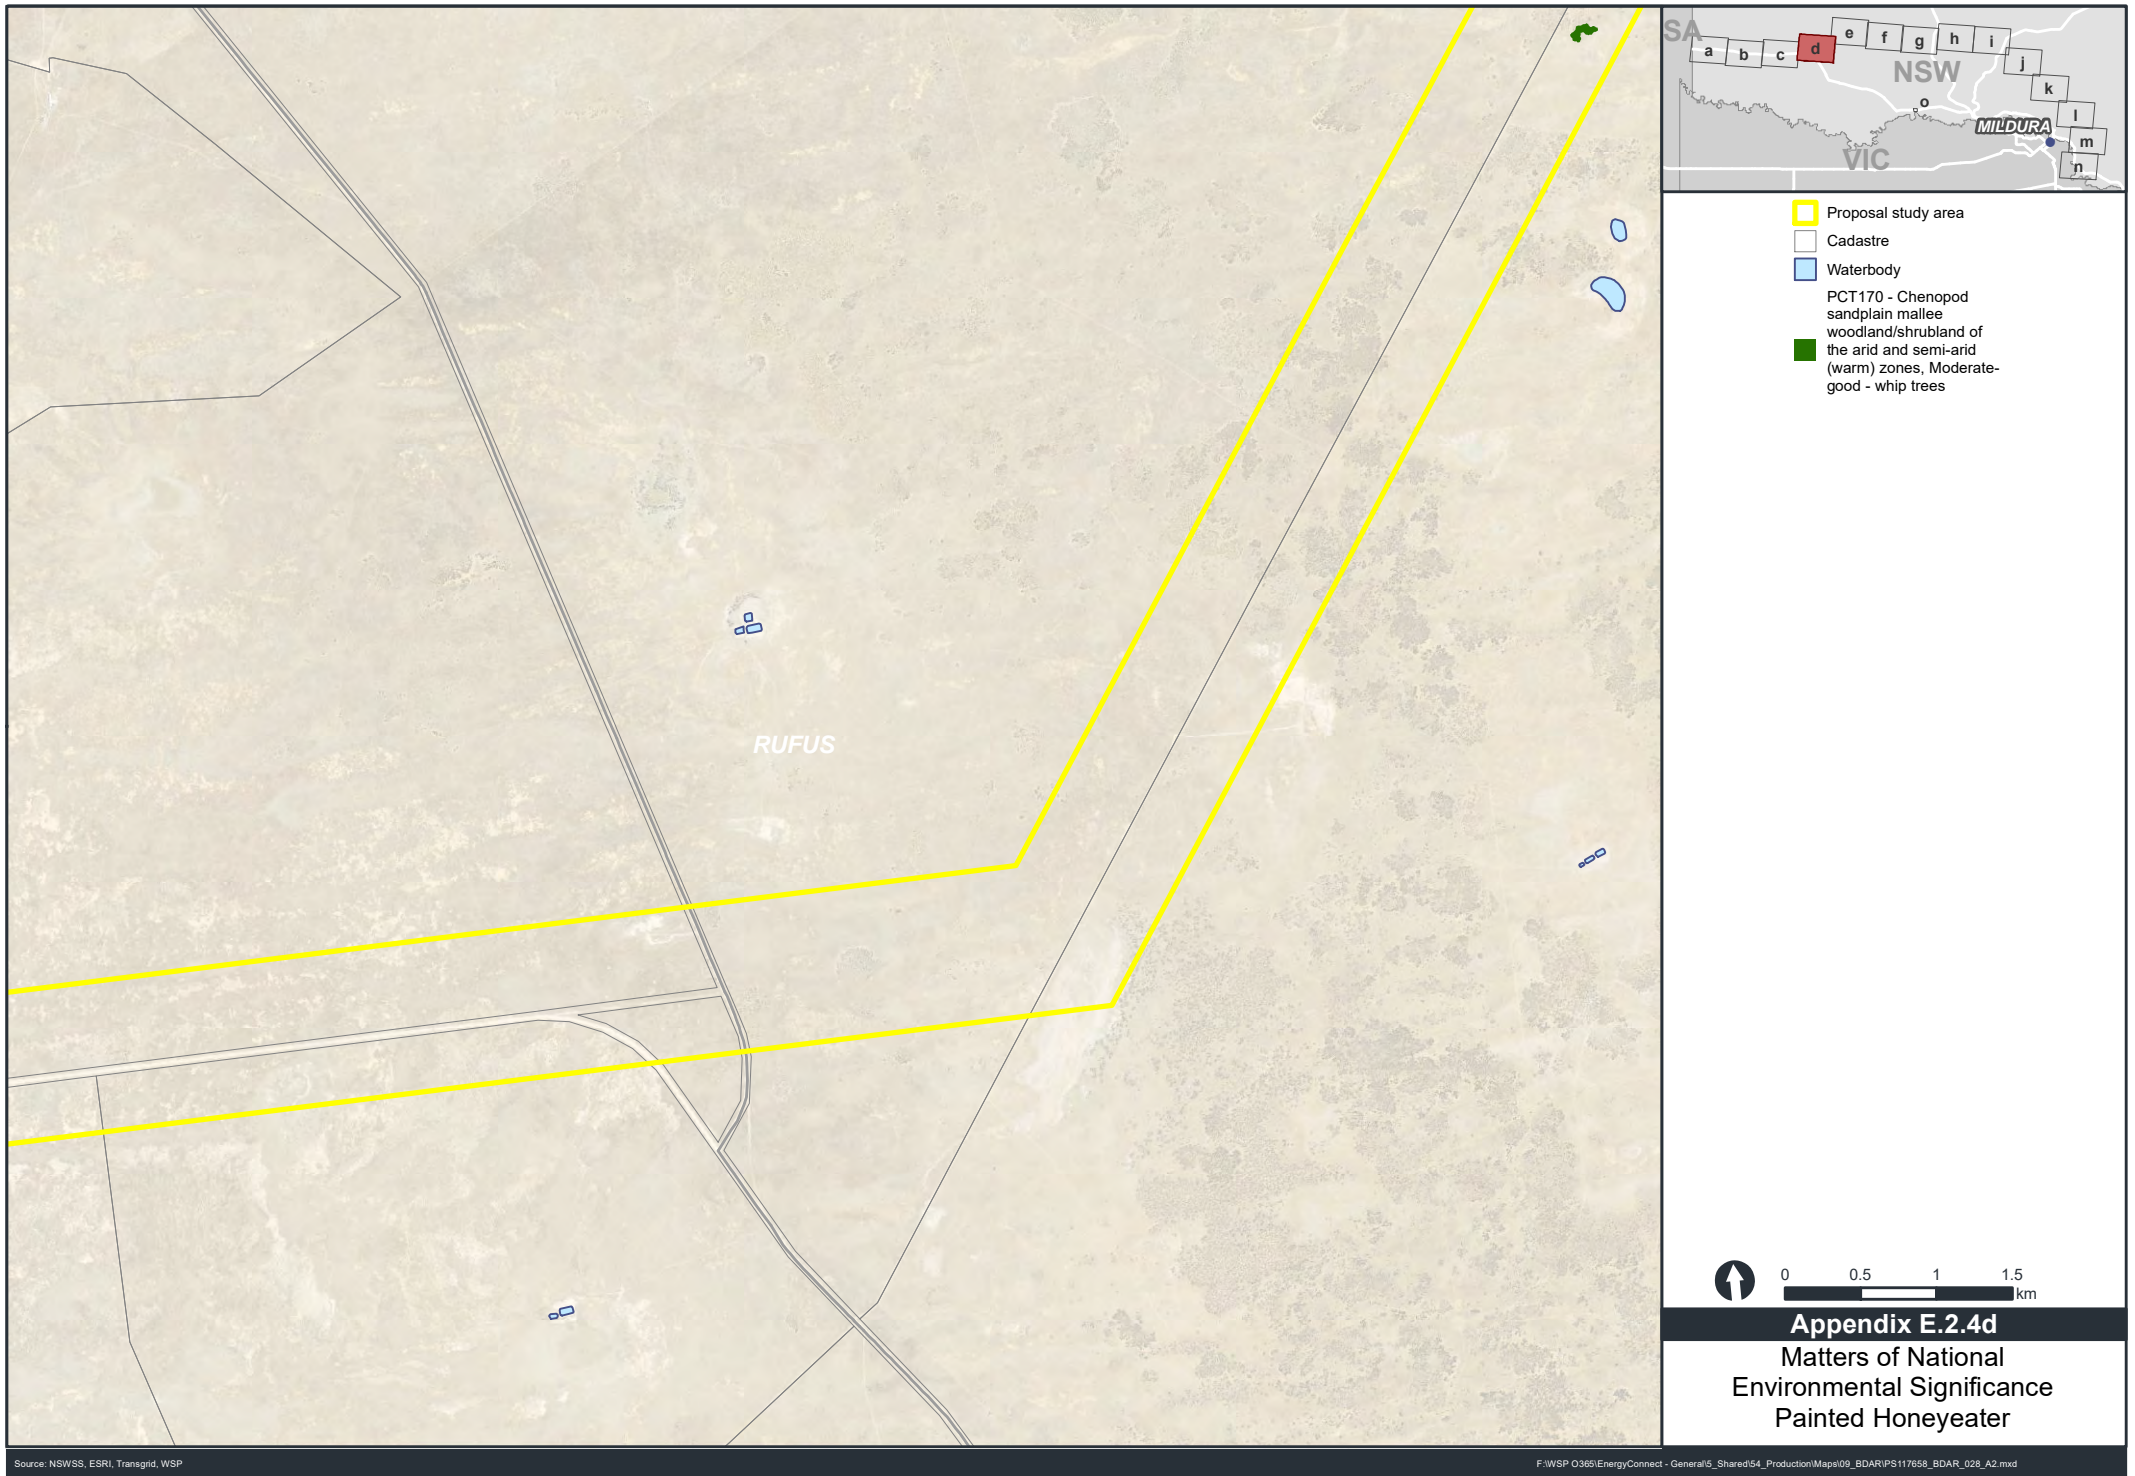 SA
a
b
c
d
e
f
g
h
i
j
k
l
m
n
o
NSW
MILDURA
VIC
Proposal study area
Cadastre
Waterbody
PCT170 - Chenopod
sandplain mallee
woodland/shrubland of
the arid and semi-arid
(warm) zones, Moderate-
good - whip trees
RUFUS
0 0.5 1 1.5
km
Appendix E.2.4d
Matters of National
Environmental Significance
Painted Honeyeater
Source: NSWSS, ESRI, Transgrid, WSP
F:\WSP O365\EnergyConnect - General\5_Shared\54_Production\Maps\09_BDAR\PS117658_BDAR_028_A2.mxd